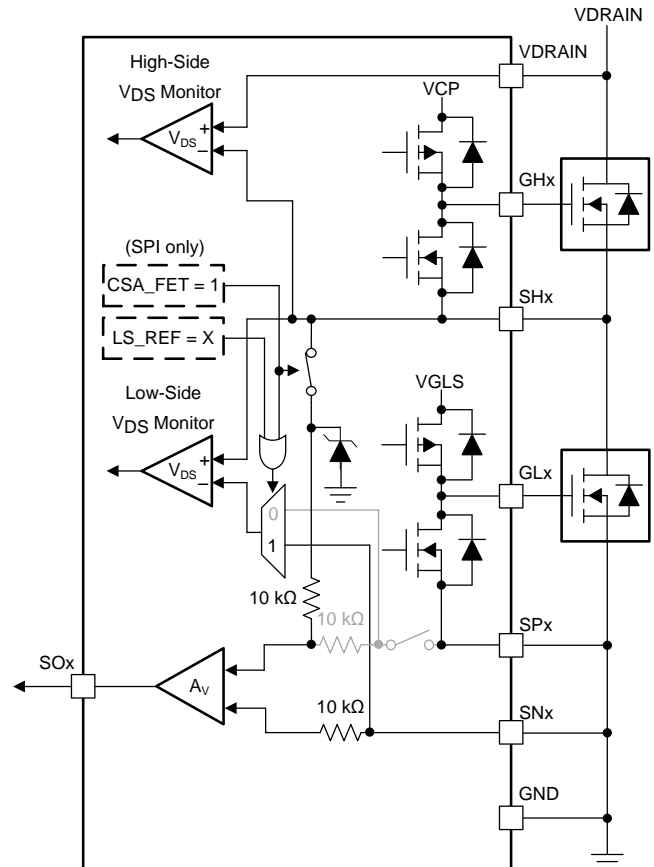 VDRAIN
High-Side
VDS Monitor
VDRAIN
VCP
VDS
+
−
GHx
(SPI only)
CSA_FET = 1
SHx
LS_REF = X
Low-Side
VDS Monitor
VGLS
VDS
+
−
GLx
0
1
10 kΩ
10 kΩ
SPx
SOx
AV
10 kΩ
SNx
GND